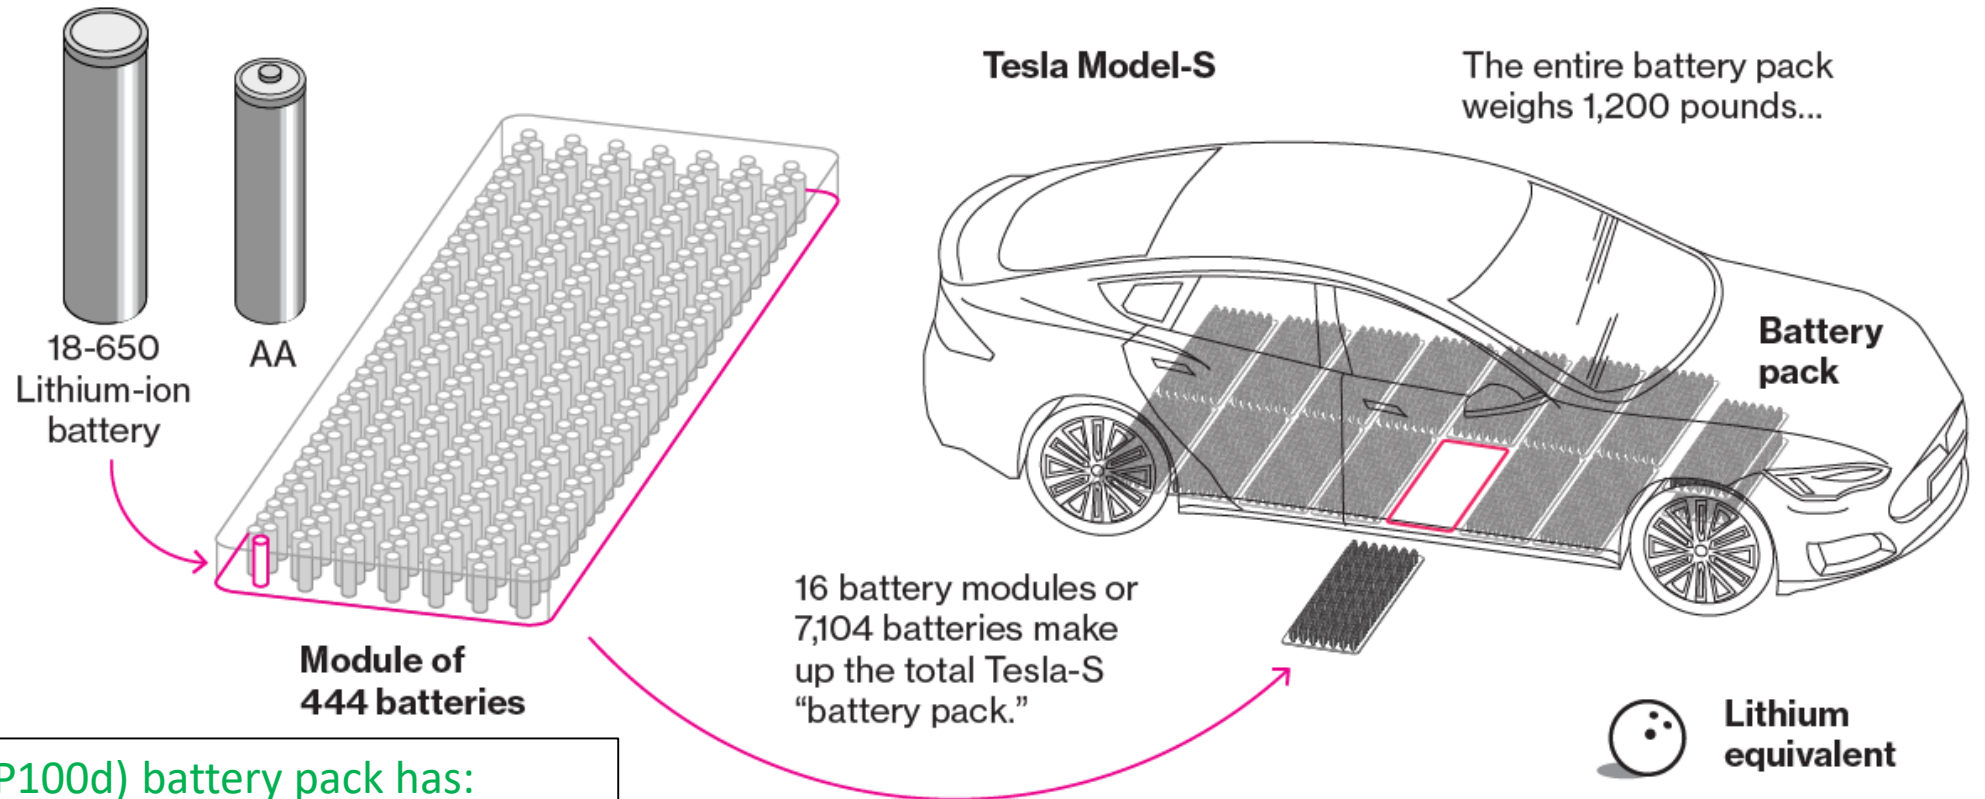 18-650
Lithium-ion
battery
AA
Module of
444 batteries
P100d) battery pack has:
Tesla Model-S
The entire battery pack
weighs 1,200 pounds...
Battery
pack
16 battery modules or
7,104 batteries make
up the total Tesla-S
“battery pack.”
Lithium
equivalent